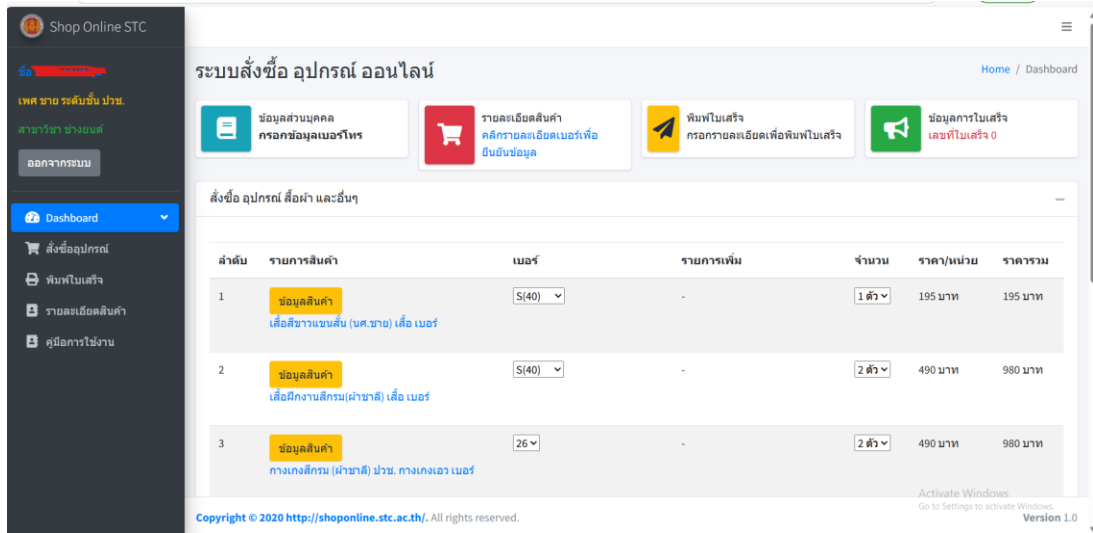 Shop Online STC
ชื่อ
เพศ ชาย ระดับชั้น ปวช.
สาขาวิชา ช่างยนต์
ออกจากระบบ
Dashboard
สั่งซื้ออุปกรณ์
พิมพ์ใบเสร็จ
รายละเอียดสินค้า
คู่มือการใช้งาน
ระบบสั่งซื้อ อุปกรณ์ ออนไลน์
Home / Dashboard
ข้อมูลส่วนบุคคล
กรอกข้อมูลเบอร์โทร
รายละเอียดสินค้า
คลิกรายละเอียดเบอร์เพื่อ
ยืนยันข้อมูล
พิมพ์ใบเสร็จ
กรอกรายละเอียดเพื่อพิมพ์ใบเสร็จ
ข้อมูลการใบเสร็จ
เลขที่ใบเสร็จ 0
สั่งซื้อ อุปกรณ์ เสื้อผ้า และอื่นๆ
ลำดับ รายการสินค้า เบอร์ รายการเพิ่ม จำนวน ราคา/หน่วย ราคารวม
1 ข้อมูลสินค้า S(40) - 1 ตัว 195 บาท 195 บาท
เสื้อสีขาวแขนสั้น (นศ.ชาย) เสื้อ เบอร์
2 ข้อมูลสินค้า S(40) - 2 ตัว 490 บาท 980 บาท
เสื้อฝึกงานสีกรม(ผ้าชาลี) เสื้อ เบอร์
3 ข้อมูลสินค้า 26 - 2 ตัว 490 บาท 980 บาท
กางเกงสีกรม (ผ้าชาลี) ปวช. กางเกงเอว เบอร์
Activate Windows
Go to Settings to activate Windows.
Copyright © 2020 http://shoponline.stc.ac.th/. All rights reserved.
Version 1.0